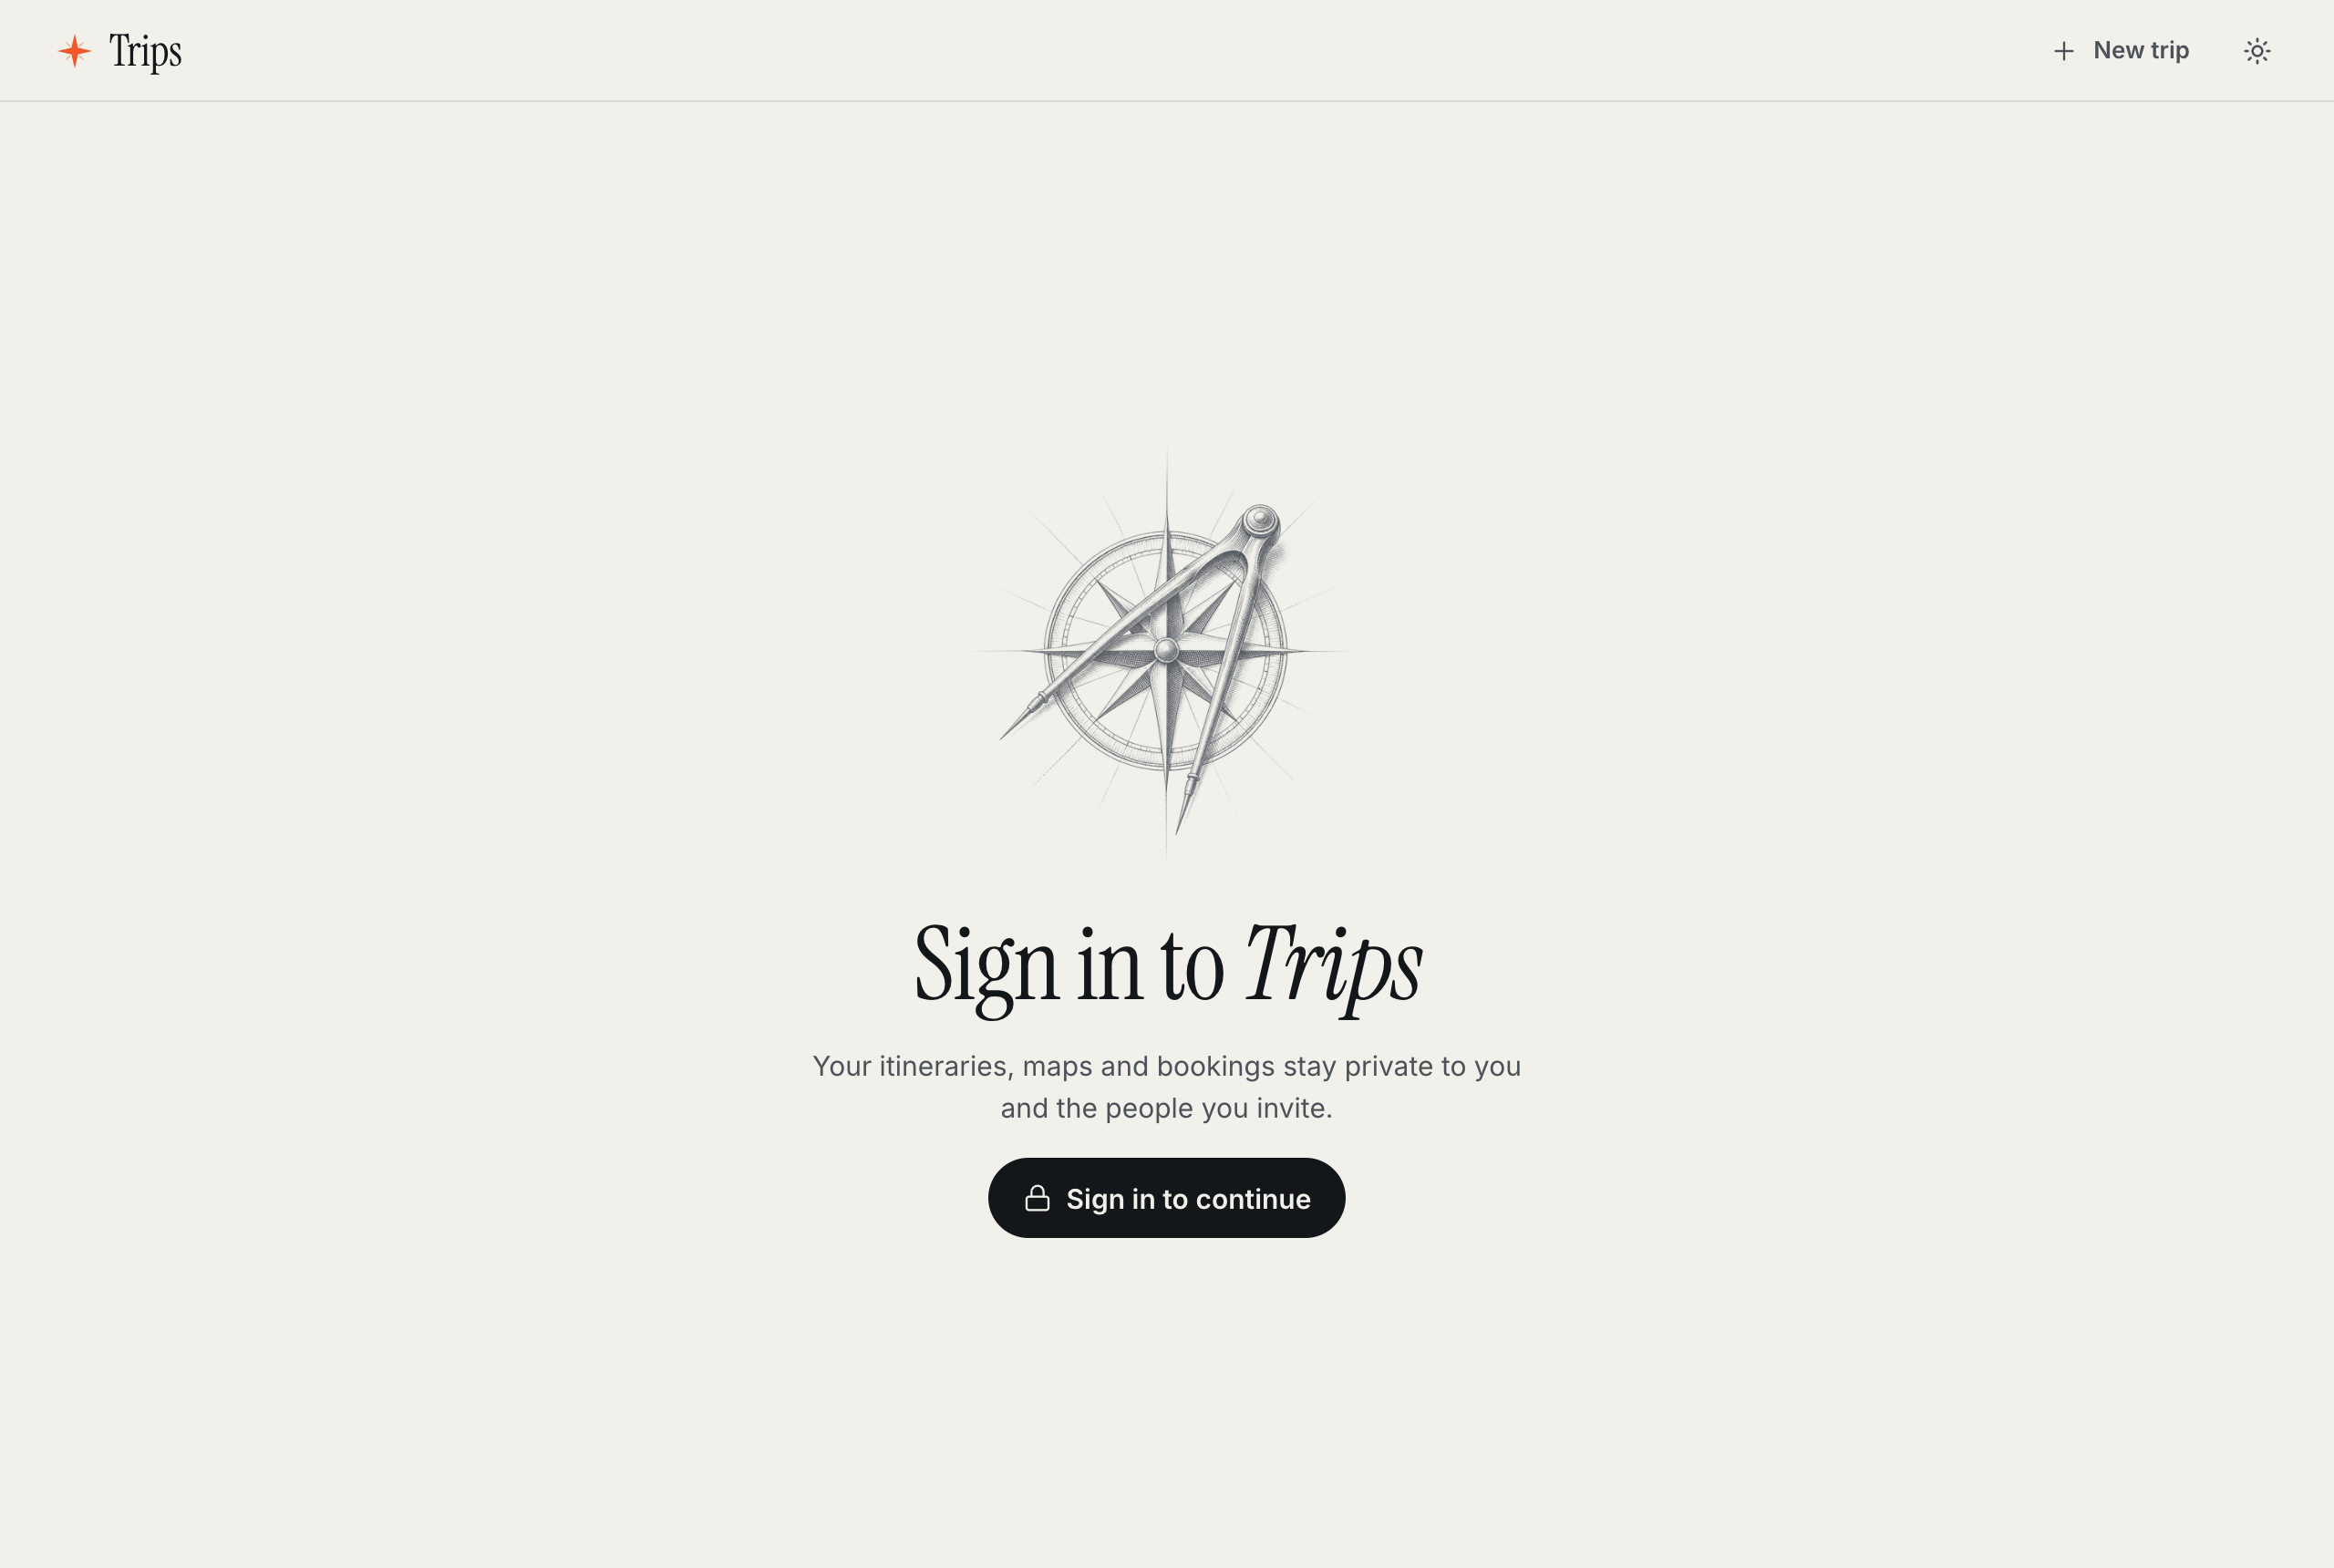 Trips
New trip
Sign in to Trips
Your itineraries, maps and bookings stay private to you
and the people you invite.
Sign in to continue